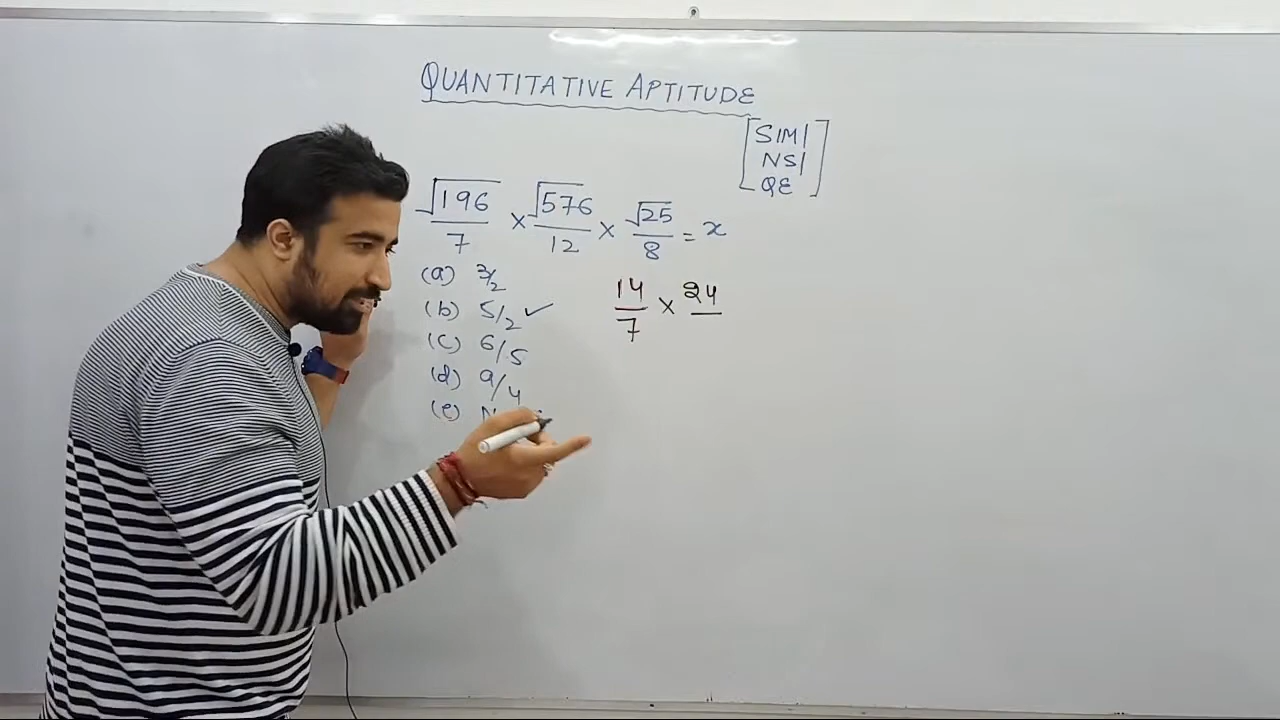 QUANTITATIVE APTITUDE
[SIM|
NS|
QE]
√196/7 × √576/12 × √25/8 = x
(a) 3/2
(b) 5/2 ✓
(c) 6/5
(d) 9/4
(e)
14/7 × 24